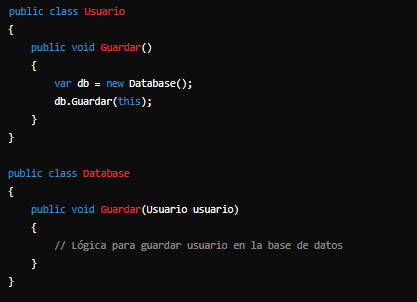 public class Usuario
{
    public void Guardar()
    {
        var db = new Database();
        db.Guardar(this);
    }
}

public class Database
{
    public void Guardar(Usuario usuario)
    {
        // Lógica para guardar usuario en la base de datos
    }
}